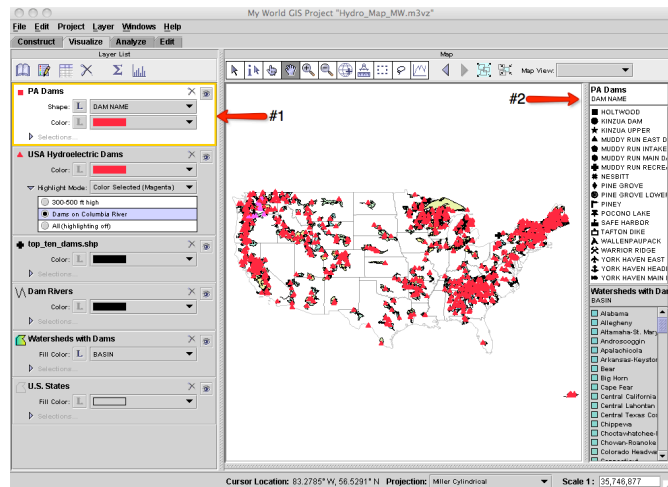 My World GIS Project "Hydro_Map_MW.m3vz"
File Edit Project Layer Windows Help
Construct Visualize Analyze Edit
Layer List
Map
Map View:
PA Dams
Shape: L DAM NAME
Color: L
Selections...
#1
USA Hydroelectric Dams
Color: L
Highlight Mode: Color Selected (Magenta)
300-500 ft high
Dams on Columbia River
All (highlighting off)
top_ten_dams.shp
Color: L
Selections...
Dam Rivers
Color: L
Selections...
Watersheds with Dams
Fill Color: L BASIN
Selections...
U.S. States
Fill Color: L
Selections...
#2
PA Dams
DAM NAME
HOLTWOOD
KINZUA DAM
KINZUA UPPER
MUDDY RUN EAST D
MUDDY RUN INTAKE
MUDDY RUN MAIN DA
MUDDY RUN RECREA
NESBITT
PINE GROVE
PINE GROVE LOWER
PINEY
POCONO LAKE
SAFE HARBOR
TAFTON DIKE
WALLENPAUPACK
WARRIOR RIDGE
YORK HAVEN EAST
YORK HAVEN HEADI
YORK HAVEN MAIN
Watersheds with Dam
BASIN
Alabama
Allegheny
Altamaha-St. Mary
Androscoggin
Apalachicola
Arkansas-Keyston
Bear
Big Horn
Cape Fear
Central California
Central Lahontan
Central Texas Coa
Chippewa
Choctawhatchee-
Chowan-Roanoke
Colorado Headwa
Connecticut
Cursor Location: 83.2785° W, 56.5291° N Projection: Miller Cylindrical Scale 1: 35,746,877